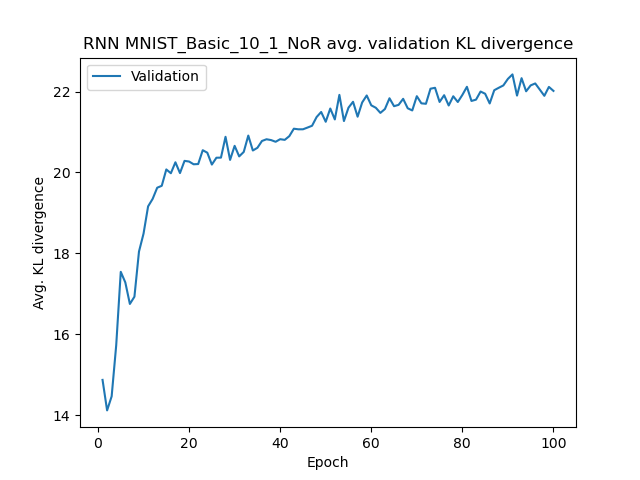 RNN MNIST_Basic_10_1_NoR avg. validation KL divergence
Validation
Avg. KL divergence
22
20
18
16
14
0 20 40 60 80 100
Epoch